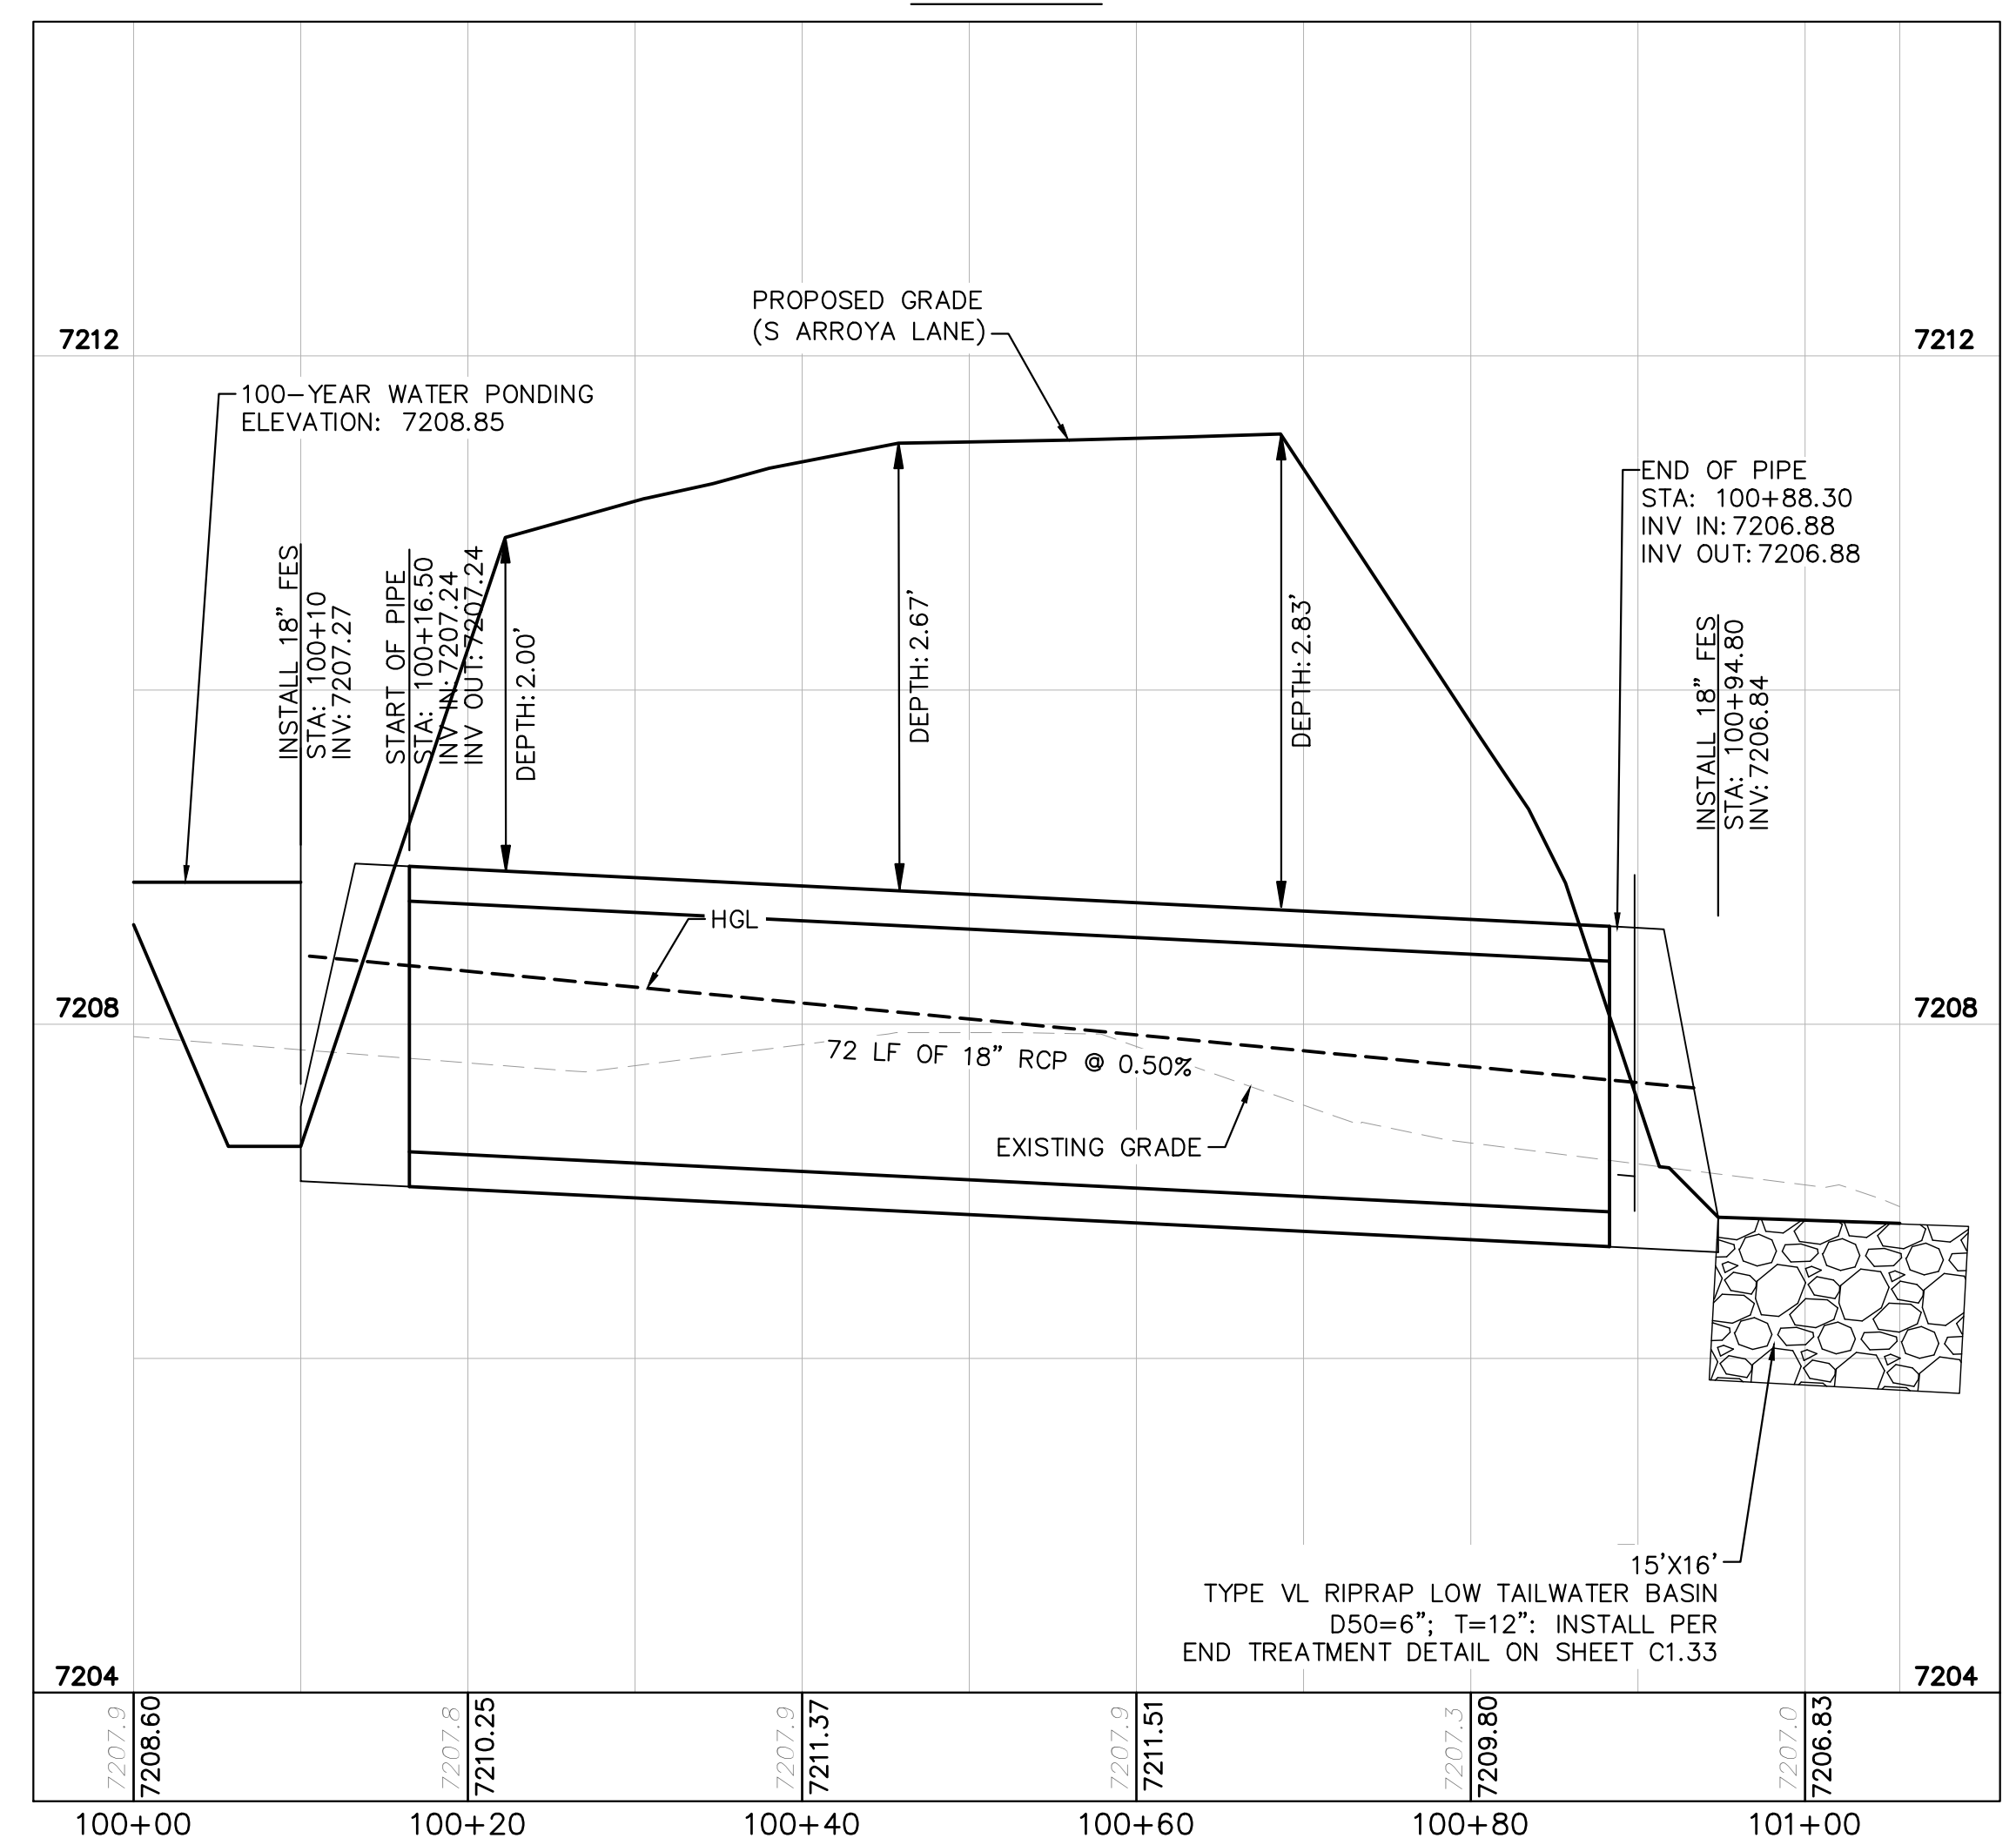 PROPOSED GRADE
(S ARROYA LANE)
7212
7212
100-YEAR WATER PONDING
ELEVATION: 7208.85
END OF PIPE
STA: 100+88.30
INV IN: 7206.88
INV OUT: 7206.88
INSTALL 18" FES
STA: 100+10
INV: 7207.27
START OF PIPE
STA: 100+16.50
INV IN: 7207.24
INV OUT: 7207.24
DEPTH: 2.00'
DEPTH: 2.67'
DEPTH: 2.83'
INSTALL 18" FES
STA: 100+94.80
INV: 7206.84
HGL
7208
7208
72 LF OF 18" RCP @ 0.50%
EXISTING GRADE
15'X16'
TYPE VL RIPRAP LOW TAILWATER BASIN
D50=6"; T=12": INSTALL PER
END TREATMENT DETAIL ON SHEET C1.33
7204
7204
7207.9
7208.60
7207.8
7210.25
7207.9
7211.37
7207.9
7211.51
7207.3
7209.80
7207.0
7206.83
100+00
100+20
100+40
100+60
100+80
101+00